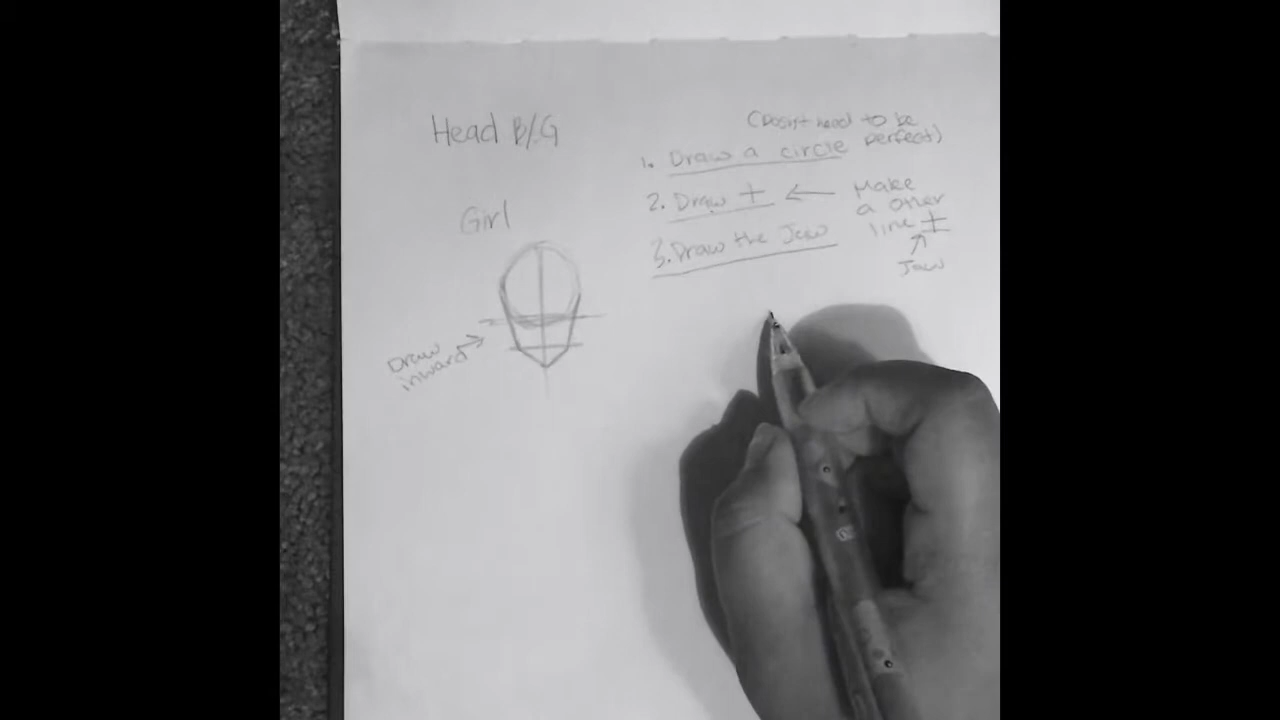 Head B/G
(Doesn't need to be
perfect)
1. Draw a circle
2. Draw + ← Make
a other
line ±
↑
Jaw
3. Draw the Jaw
Girl
Draw →
inward